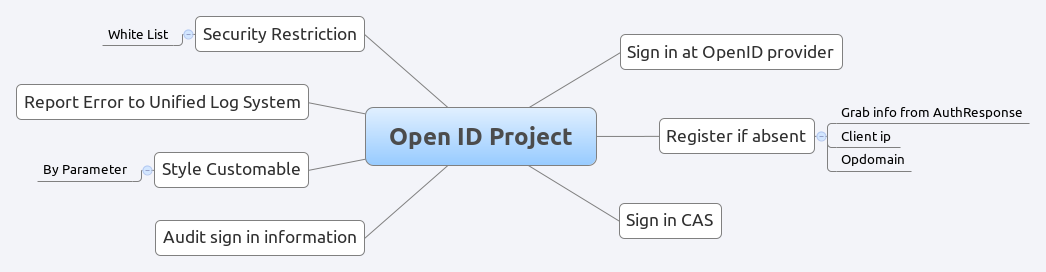 White List
Security Restriction
Report Error to Unified Log System
By Parameter
Style Customable
Audit sign in information
Open ID Project
Sign in at OpenID provider
Register if absent
Grab info from AuthResponse
Client ip
Opdomain
Sign in CAS